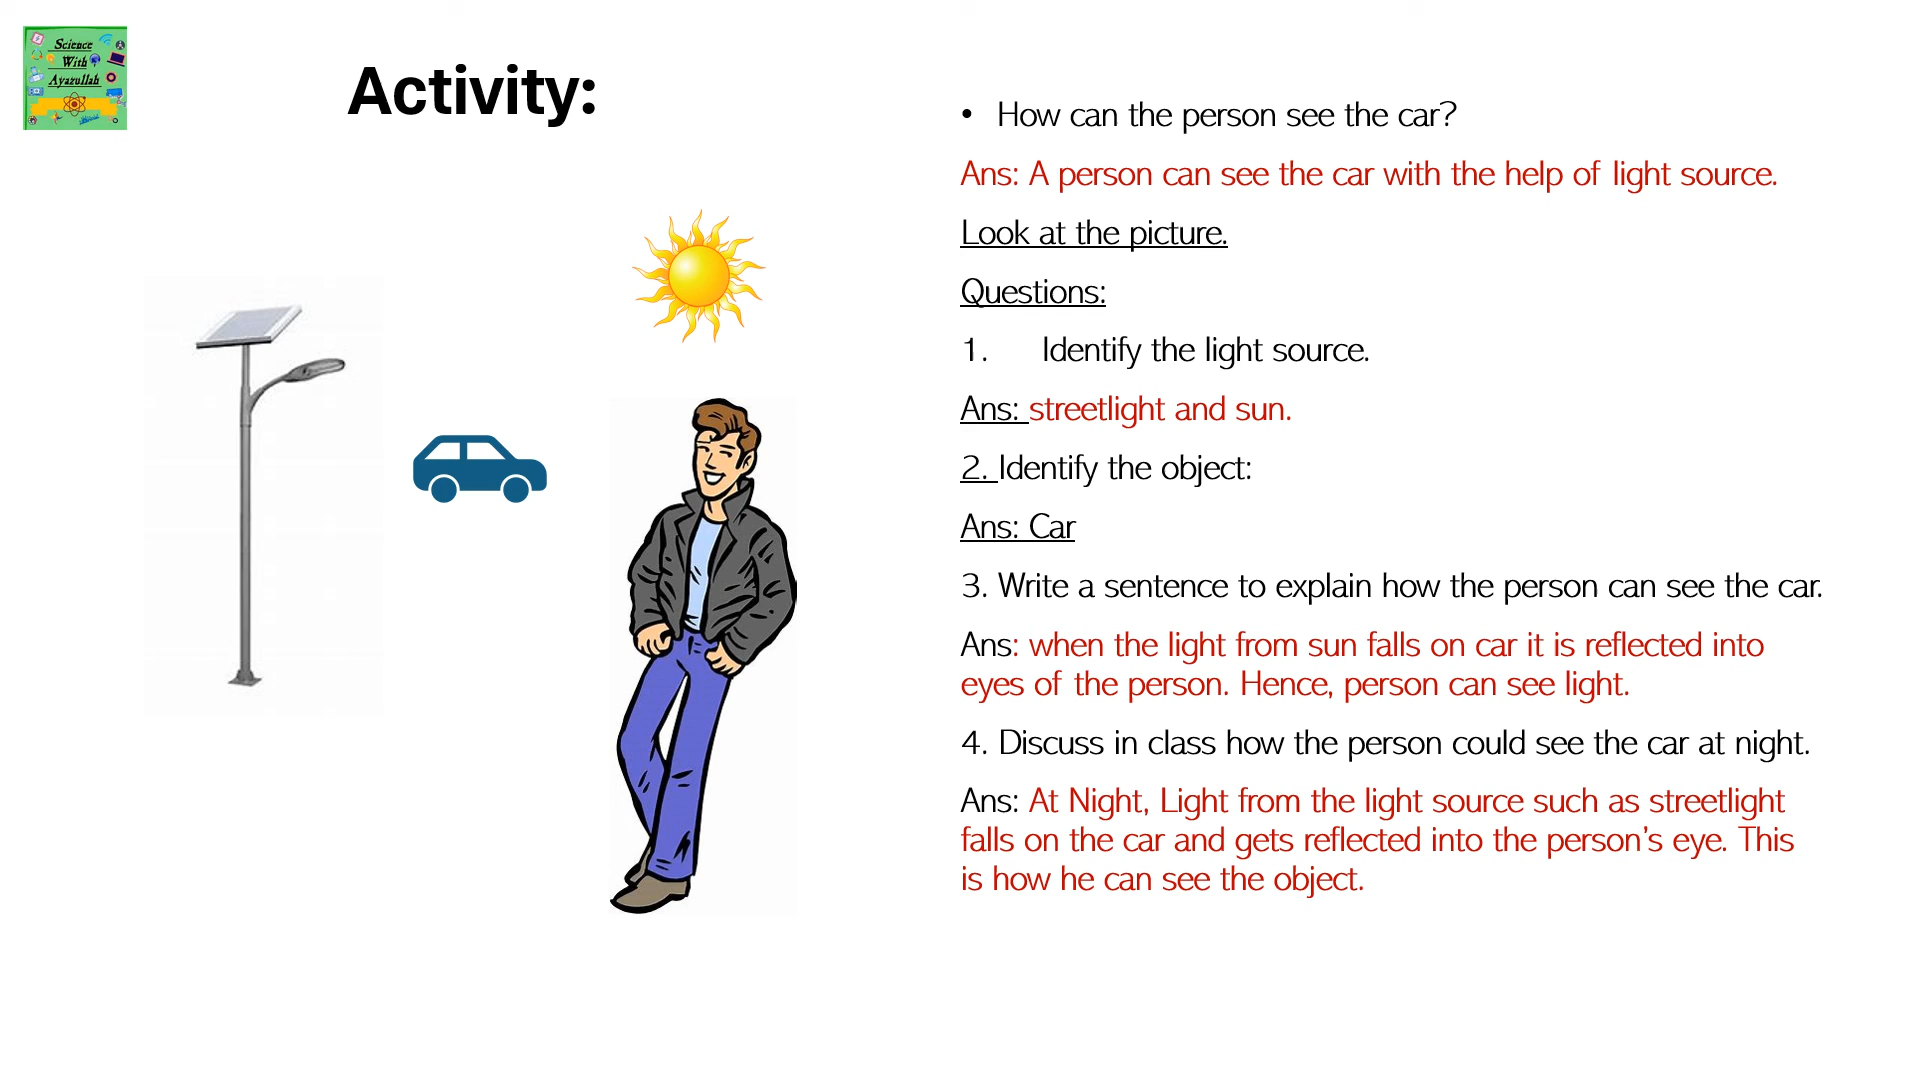 Science
With
Ayazullah
Activity:
• How can the person see the car?
Ans: A person can see the car with the help of light source.
Look at the picture.
Questions:
1. Identify the light source.
Ans: streetlight and sun.
2. Identify the object:
Ans: Car
3. Write a sentence to explain how the person can see the car.
Ans: when the light from sun falls on car it is reflected into
eyes of the person. Hence, person can see light.
4. Discuss in class how the person could see the car at night.
Ans: At Night, Light from the light source such as streetlight
falls on the car and gets reflected into the person’s eye. This
is how he can see the object.